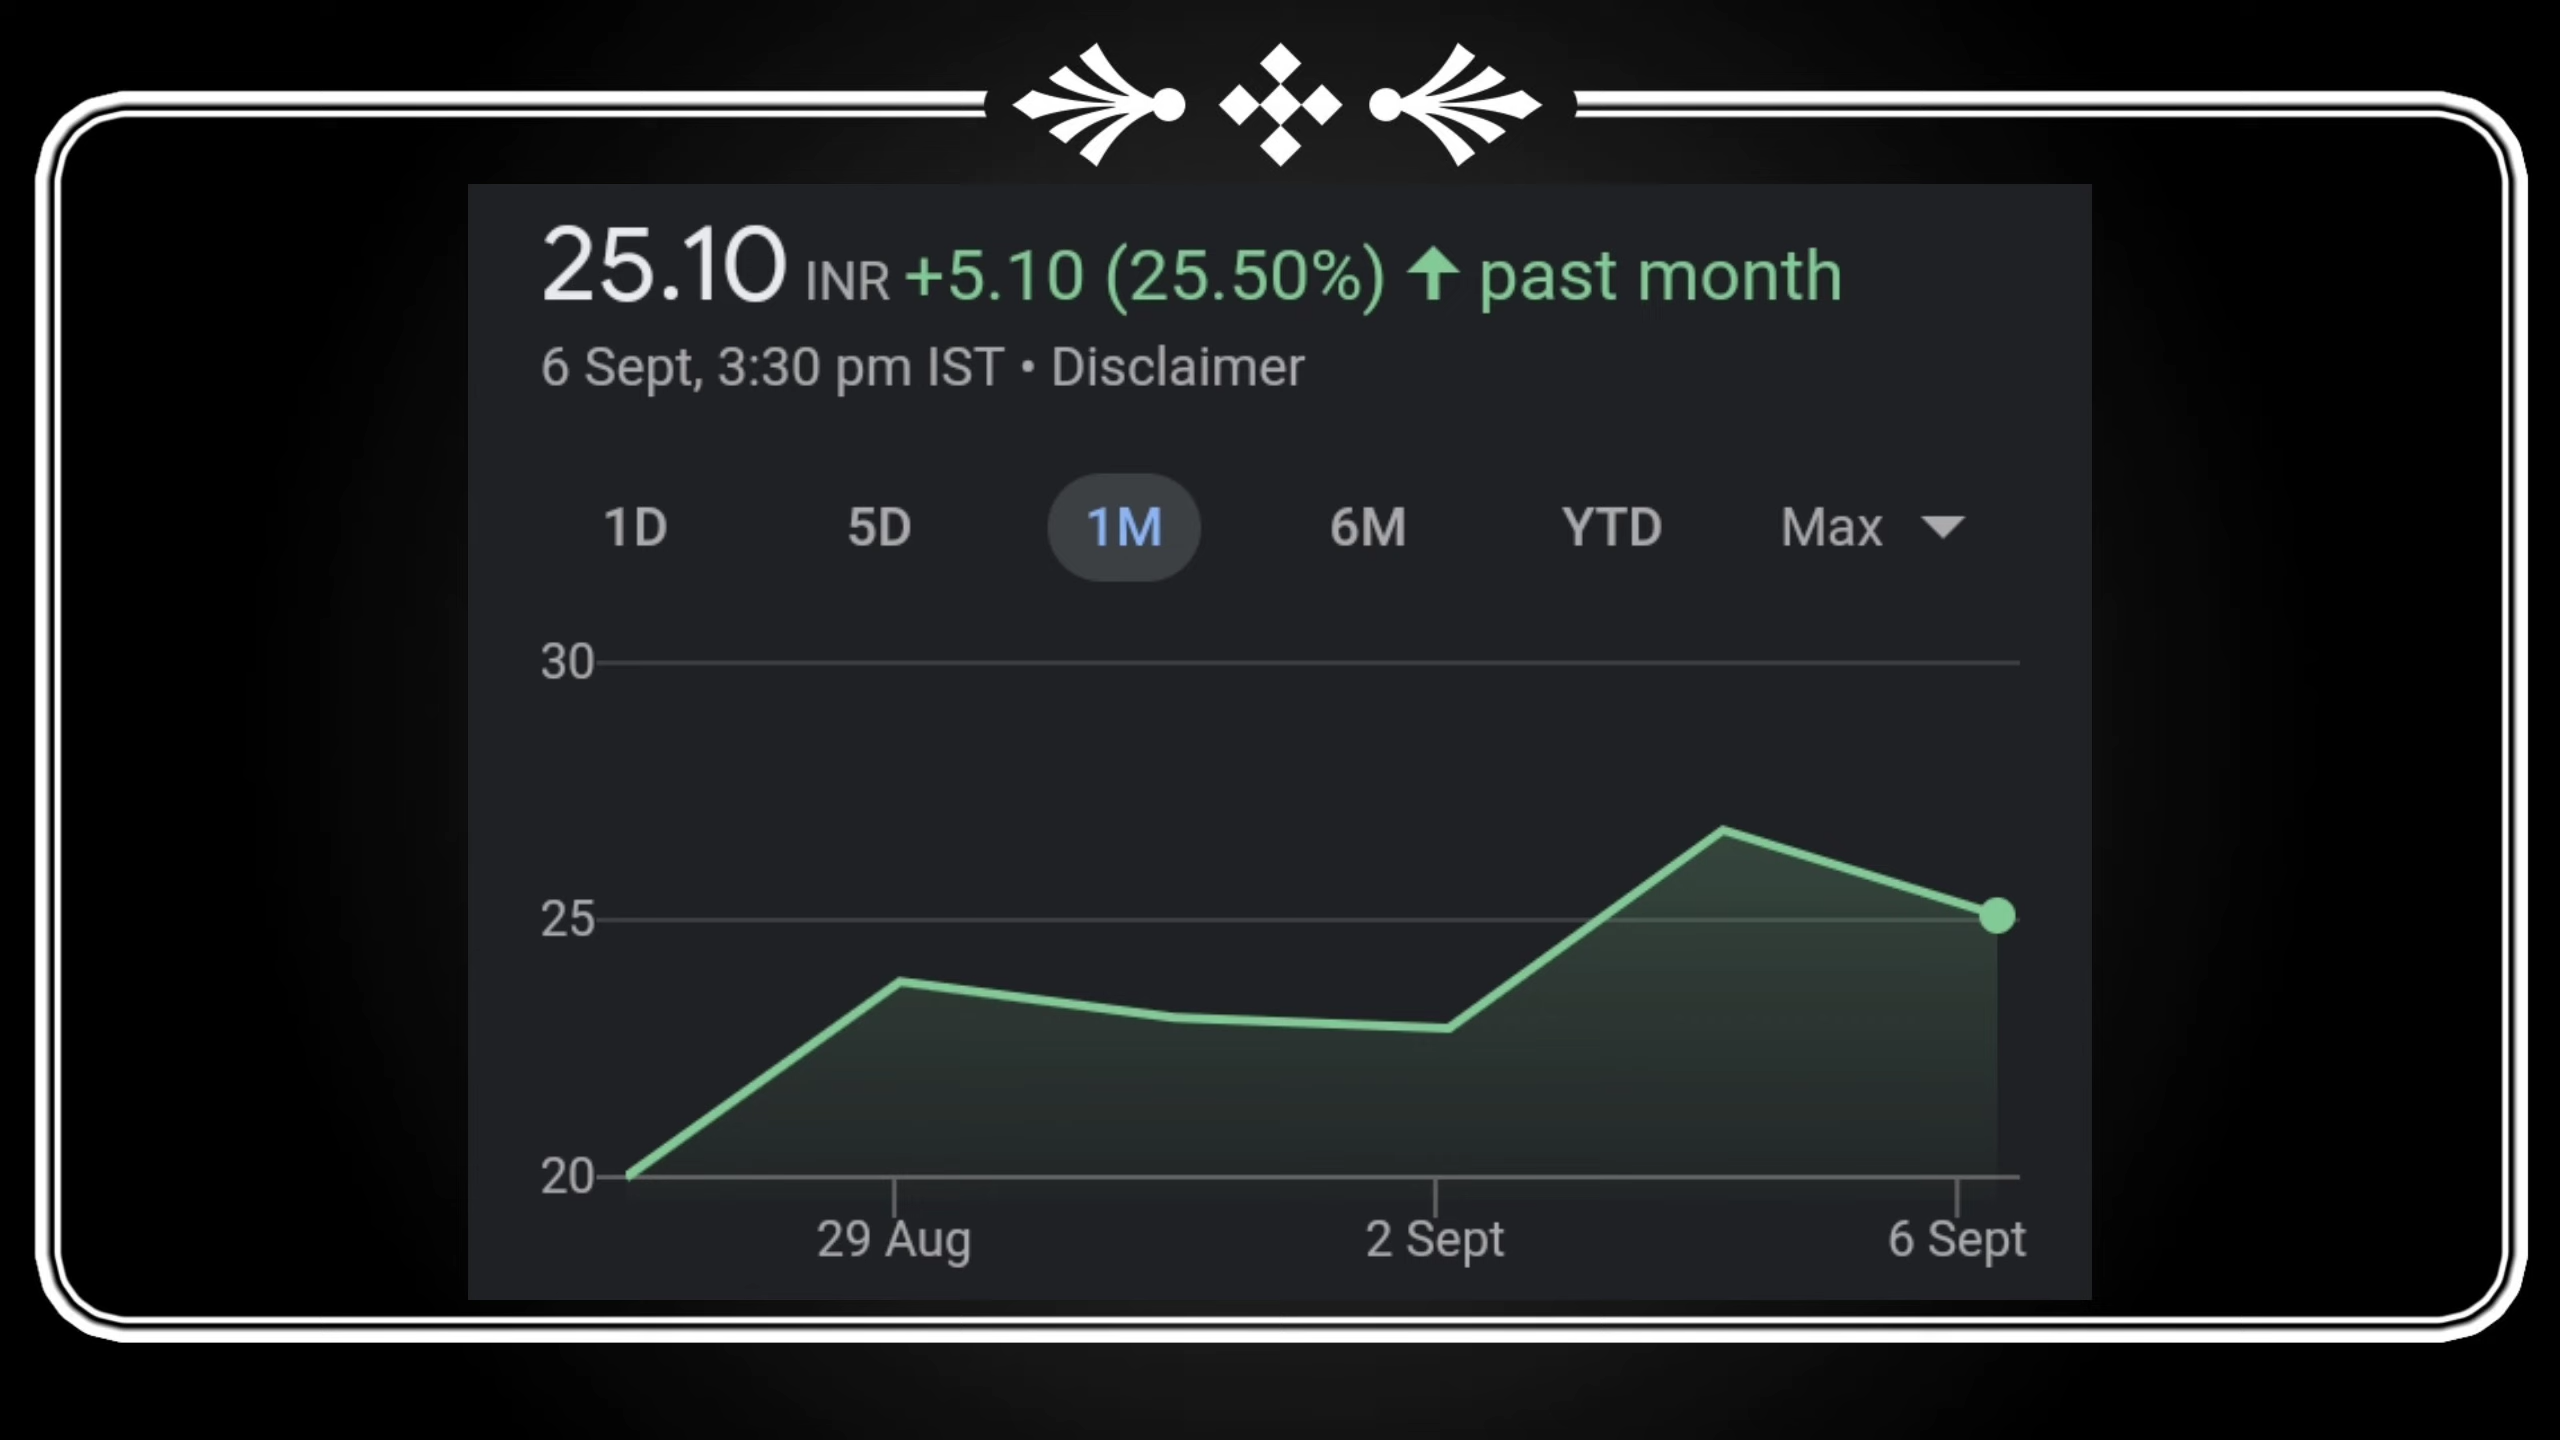 25.10 INR +5.10 (25.50%) ↑ past month
6 Sept, 3:30 pm IST • Disclaimer
1D 5D 1M 6M YTD Max
30
25
20
29 Aug 2 Sept 6 Sept